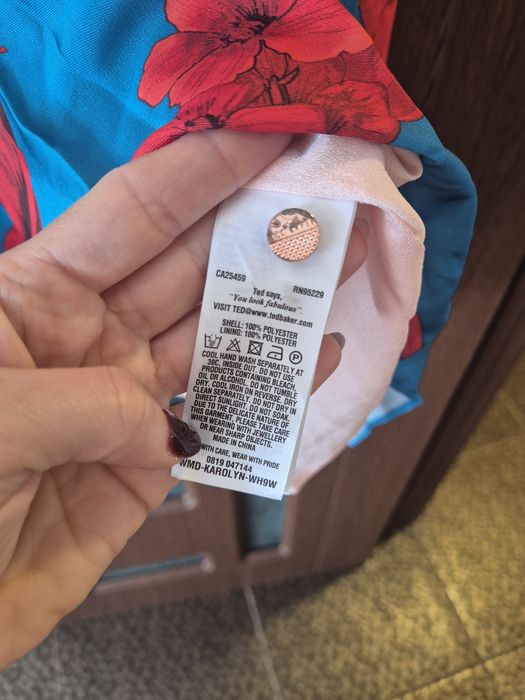 CA25459 RN95229
Ted says,
"You look fabulous".
VISIT TED@www.tedbaker.com
SHELL: 100% POLYESTER
LINING: 100% POLYESTER
COOL HAND WASH SEPARATELY AT
30C, INSIDE OUT. DO NOT USE
PRODUCTS CONTAINING BLEACH,
OIL OR ALCOHOL. DO NOT TUMBLE
DRY. COOL IRON ON REVERSE. DRY
CLEAN SEPARATELY. DO NOT DRY IN
DIRECT SUNLIGHT. DO NOT SOAK.
DUE TO THE DELICATE NATURE OF
THIS GARMENT. PLEASE TAKE CARE
WHEN WEARING WITH JEWELLERY
OR NEAR SHARP OBJECTS.
MADE IN CHINA
WITH CARE, WEAR WITH PRIDE
0819 047144
WMD-KAROLYN-WH9W